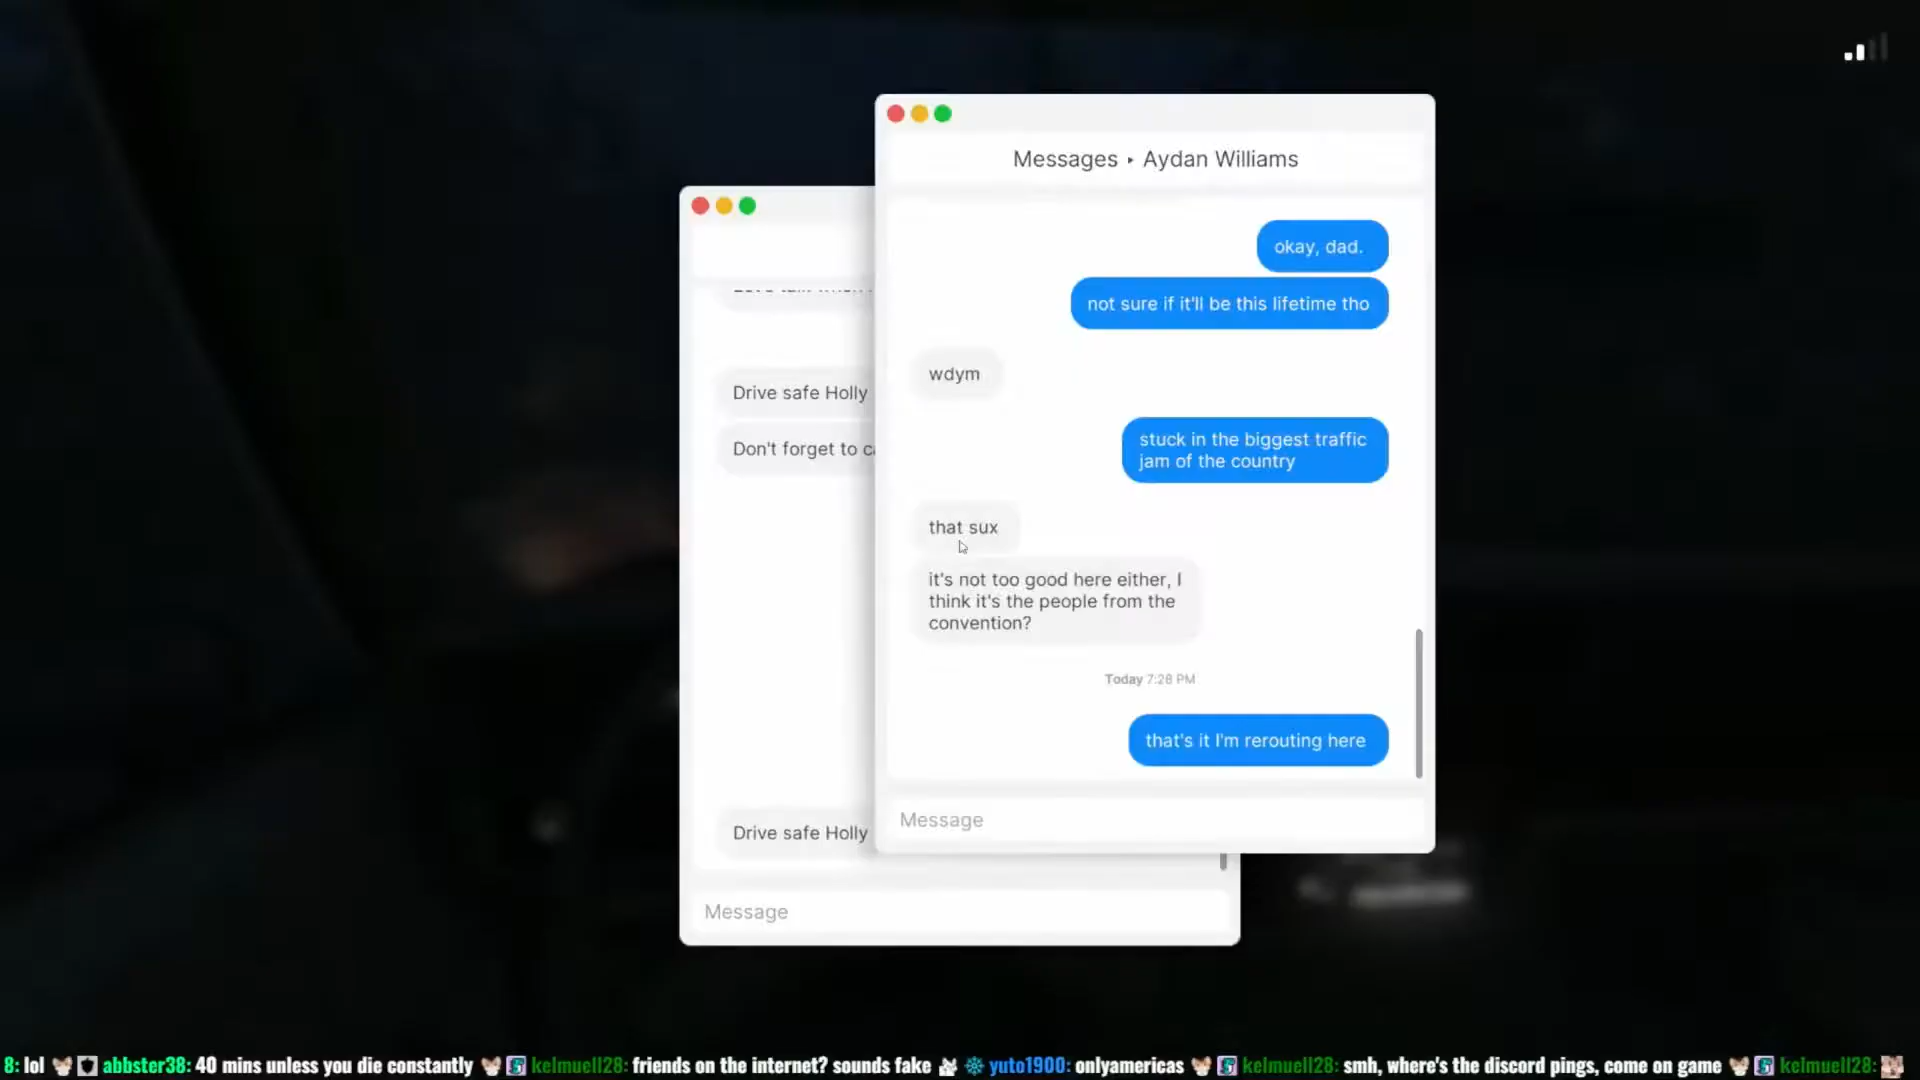 Messages ▸ Aydan Williams
okay, dad.
not sure if it'll be this lifetime tho
wdym
stuck in the biggest traffic
jam of the country
that sux
it's not too good here either, I
think it's the people from the
convention?
Today 7:28 PM
that's it I'm rerouting here
Message
Drive safe Holly
Don't forget to
Drive safe Holly
Message
8: lol abbster38: 40 mins unless you die constantly kelmuell28: friends on the internet? sounds fake yuto1900: onlyamericas kelmuell28: smh, where's the discord pings, come on game kelmuell28: